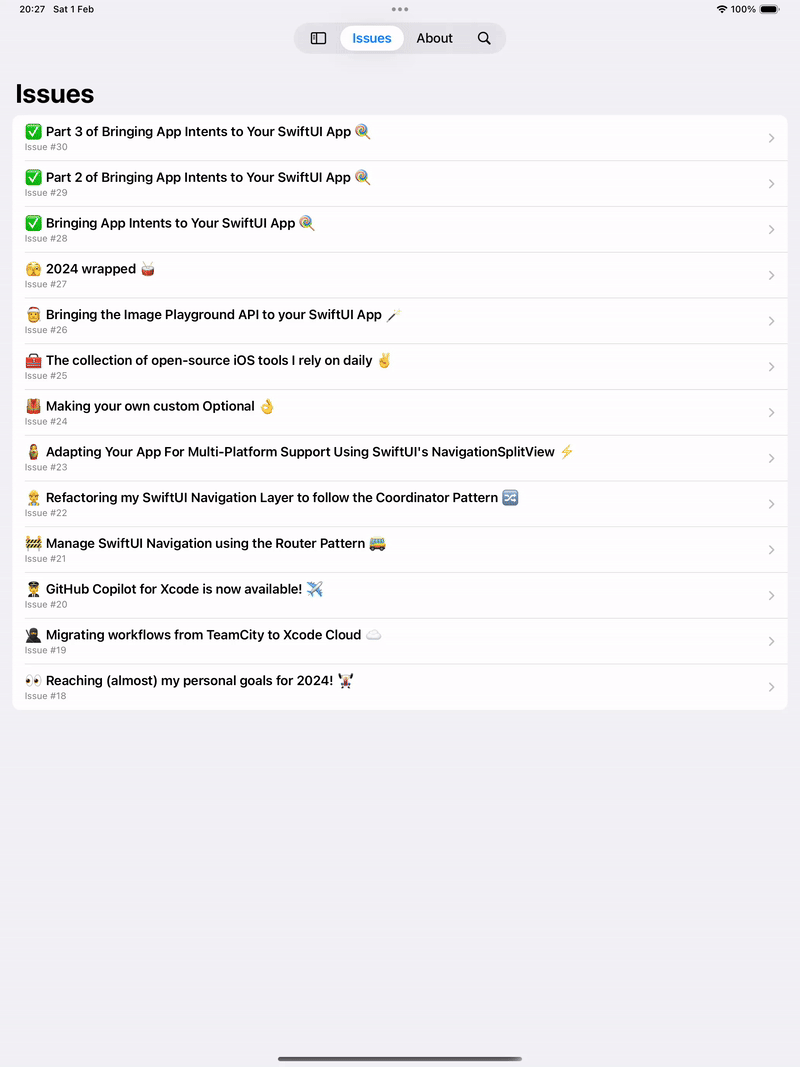 20:27 Sat 1 Feb
100%
Issues About
Issues
✅ Part 3 of Bringing App Intents to Your SwiftUI App 🍭
Issue #30
✅ Part 2 of Bringing App Intents to Your SwiftUI App 🍭
Issue #29
✅ Bringing App Intents to Your SwiftUI App 🍭
Issue #28
🫣 2024 wrapped 🥁
Issue #27
🎅 Bringing the Image Playground API to your SwiftUI App 🪄
Issue #26
🧰 The collection of open-source iOS tools I rely on daily ✌️
Issue #25
🦺 Making your own custom Optional 👌
Issue #24
🪆 Adapting Your App For Multi-Platform Support Using SwiftUI's NavigationSplitView ⚡
Issue #23
👷 Refactoring my SwiftUI Navigation Layer to follow the Coordinator Pattern 🔀
Issue #22
🚧 Manage SwiftUI Navigation using the Router Pattern 🚌
Issue #21
👨‍✈️ GitHub Copilot for Xcode is now available! ✈️
Issue #20
🥷 Migrating workflows from TeamCity to Xcode Cloud ☁️
Issue #19
👀 Reaching (almost) my personal goals for 2024! 🏋️
Issue #18